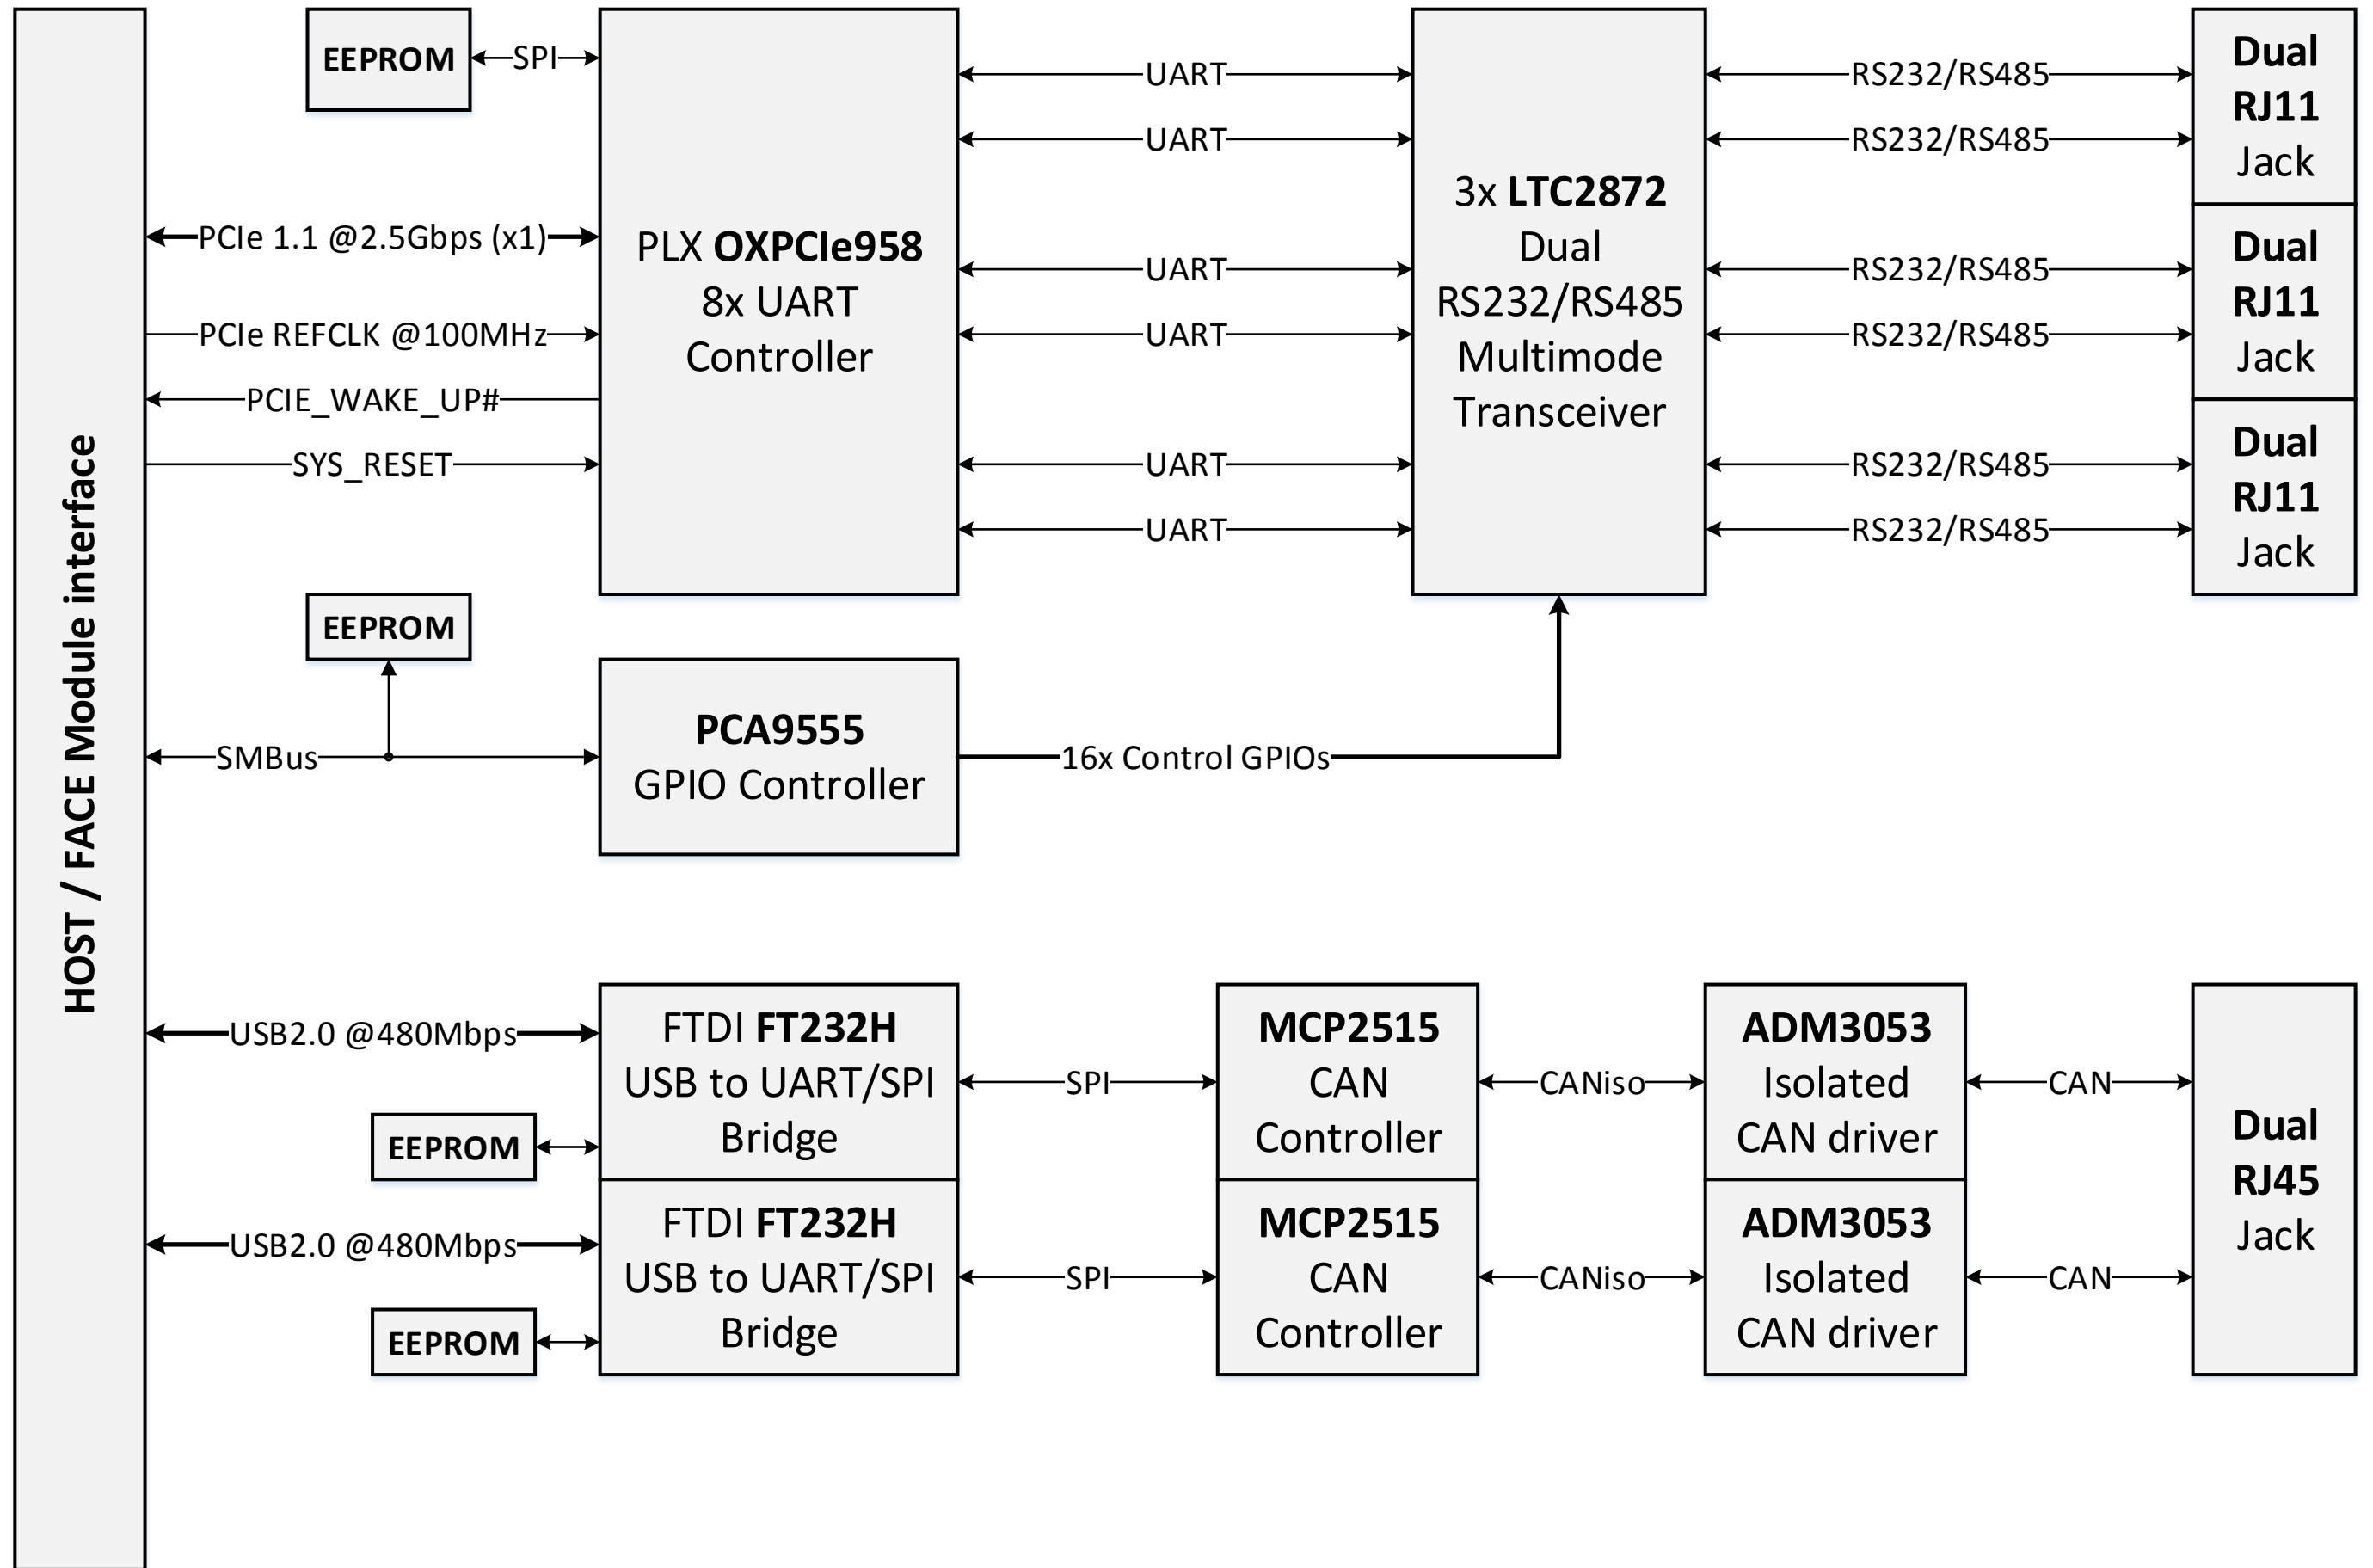 HOST / FACE Module interface
EEPROM
SPI
PCIe 1.1 @2.5Gbps (x1)
PCIe REFCLK @100MHz
PCIE_WAKE_UP#
SYS_RESET
PLX OXPCIe958
8x UART
Controller
UART
UART
UART
UART
UART
UART
3x LTC2872
Dual
RS232/RS485
Multimode
Transceiver
RS232/RS485
RS232/RS485
RS232/RS485
RS232/RS485
RS232/RS485
RS232/RS485
Dual
RJ11
Jack
Dual
RJ11
Jack
Dual
RJ11
Jack
EEPROM
SMBus
PCA9555
GPIO Controller
16x Control GPIOs
USB2.0 @480Mbps
EEPROM
FTDI FT232H
USB to UART/SPI
Bridge
SPI
MCP2515
CAN
Controller
CANiso
ADM3053
Isolated
CAN driver
CAN
USB2.0 @480Mbps
EEPROM
FTDI FT232H
USB to UART/SPI
Bridge
SPI
MCP2515
CAN
Controller
CANiso
ADM3053
Isolated
CAN driver
CAN
Dual
RJ45
Jack